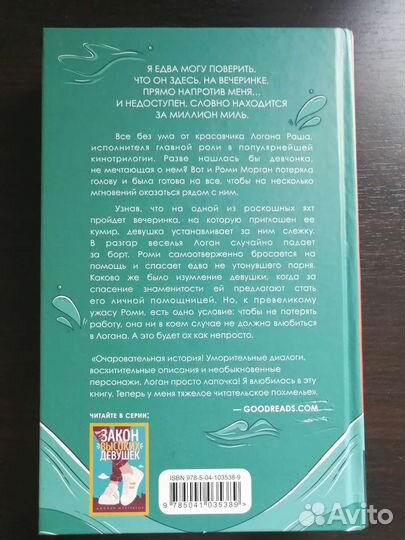 Я ЕДВА МОГУ ПОВЕРИТЬ,
ЧТО ОН ЗДЕСЬ, НА ВЕЧЕРИНКЕ,
ПРЯМО НАПРОТИВ МЕНЯ...
И НЕДОСТУПЕН, СЛОВНО НАХОДИТСЯ
ЗА МИЛЛИОН МИЛЬ.
Все без ума от красавчика Логана Раша,
исполнителя главной роли в популярнейшей
кинотрилогии. Разве нашлась бы девчонка,
не мечтающая о нем? Вот и Роми Морган потеряла
голову и была готова на все, чтобы на несколько
мгновений оказаться рядом с ним.
Узнав, что на одной из роскошных яхт
пройдет вечеринка, на которую приглашен ее
кумир, девушка устанавливает за ним слежку.
В разгар веселья Логан случайно падает
за борт. Роми самоотверженно бросается на
помощь и спасает едва не утонувшего парня.
Каково же было изумление девушки, когда за
спасение знаменитости ей предлагают стать
его личной помощницей. Но, к превеликому
ужасу Роми, есть одно условие: чтобы не потерять
работу, она ни в коем случае не должна влюбиться
в Логана. А это будет ох как непросто.
«Очаровательная история! Уморительные диалоги,
восхитительные описания и необыкновенные
персонажи. Логан просто лапочка! Я влюбилась в эту
книгу. Теперь у меня тяжелое читательское похмелье».
— GOODREADS.COM
ЧИТАЙТЕ В СЕРИИ:
ЗАКОН
ВЫСОКИХ
ДЕВУШЕК
ISBN 978-5-04-103538-9
9 785041 035389 >
Avito